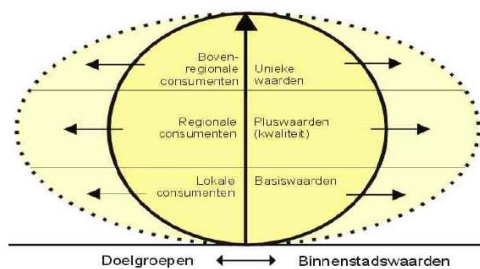 Boven-
regionale
consumenten
Unieke
waarden
Regionale
consumenten
Pluswaarden
(kwaliteit)
Lokale
consumenten
Basiswaarden
Doelgroepen
Binnenstadswaarden